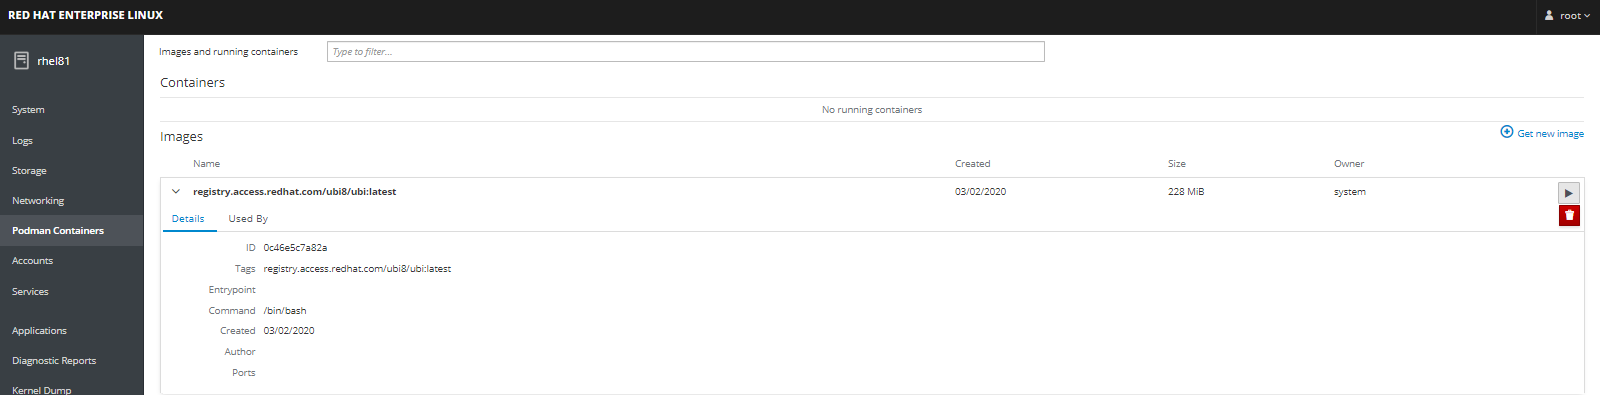 RED HAT ENTERPRISE LINUX
root
rhel81
System
Logs
Storage
Networking
Podman Containers
Accounts
Services
Applications
Diagnostic Reports
Kernel Dump
Images and running containers Type to filter...
Containers
No running containers
Images
Get new image
Name Created Size Owner
registry.access.redhat.com/ubi8/ubi:latest 03/02/2020 228 MiB system
Details Used By
ID 0c46e5c7a82a
Tags registry.access.redhat.com/ubi8/ubi:latest
Entrypoint
Command /bin/bash
Created 03/02/2020
Author
Ports